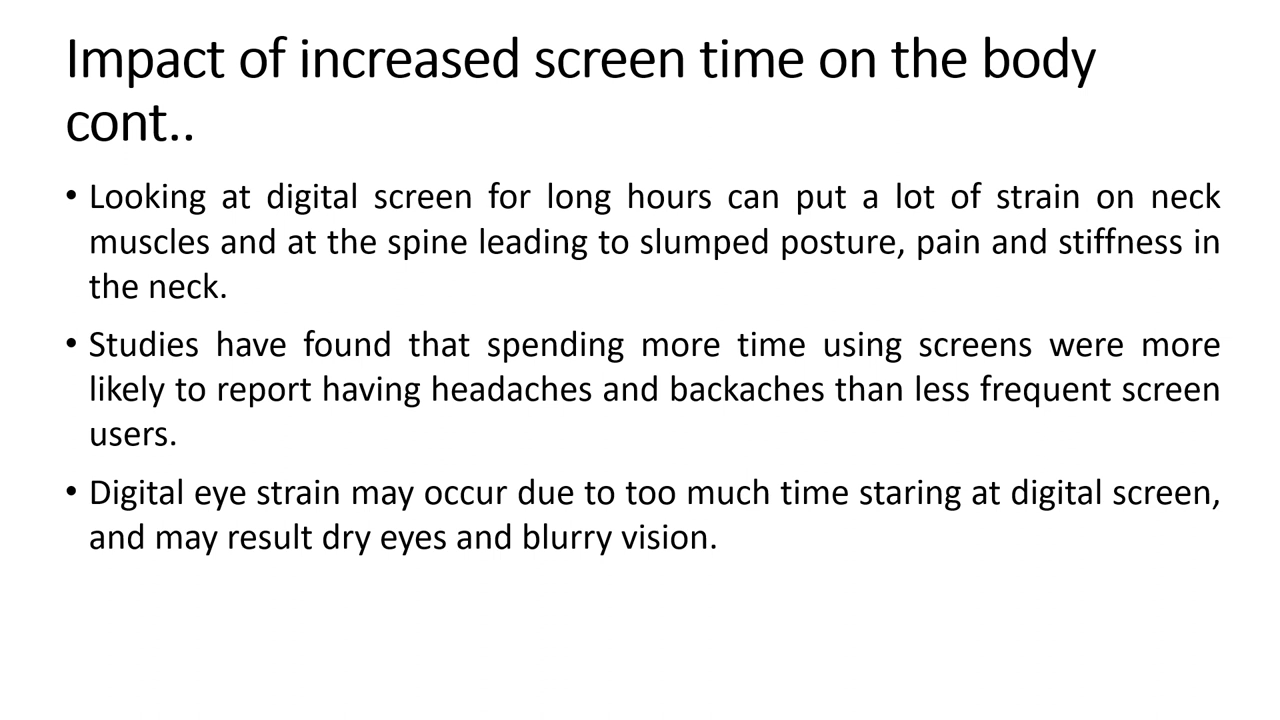 Impact of increased screen time on the body
cont..
• Looking at digital screen for long hours can put a lot of strain on neck
muscles and at the spine leading to slumped posture, pain and stiffness in
the neck.
• Studies have found that spending more time using screens were more
likely to report having headaches and backaches than less frequent screen
users.
• Digital eye strain may occur due to too much time staring at digital screen,
and may result dry eyes and blurry vision.